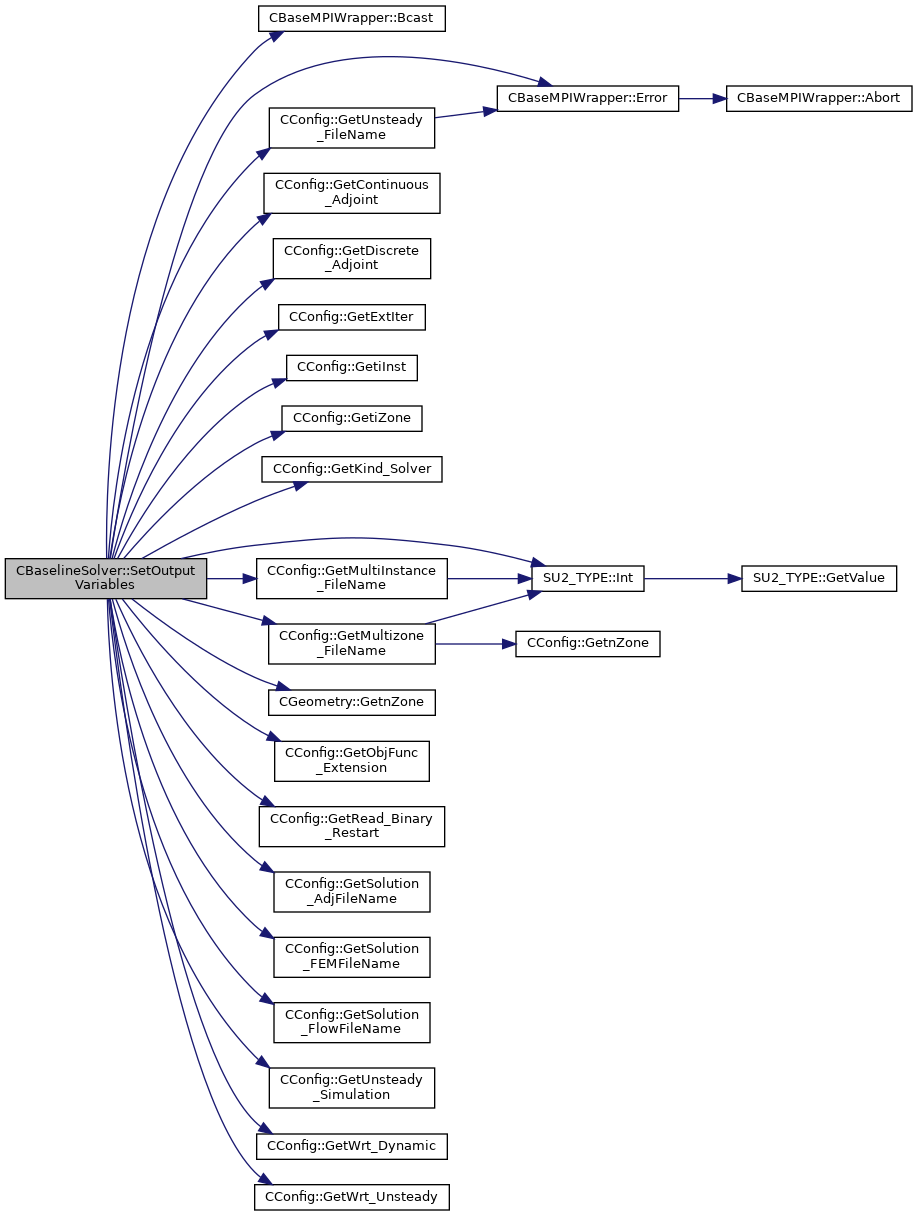 CBaseMPIWrapper::Bcast
CBaseMPIWrapper::Error
CBaseMPIWrapper::Abort
CConfig::GetUnsteady
_FileName
CConfig::GetContinuous
_Adjoint
CConfig::GetDiscrete
_Adjoint
CConfig::GetExtIter
CConfig::GetiInst
CConfig::GetiZone
CConfig::GetKind_Solver
CBaselineSolver::SetOutput
Variables
CConfig::GetMultiInstance
_FileName
SU2_TYPE::Int
SU2_TYPE::GetValue
CConfig::GetMultizone
_FileName
CConfig::GetnZone
CGeometry::GetnZone
CConfig::GetObjFunc
_Extension
CConfig::GetRead_Binary
_Restart
CConfig::GetSolution
_AdjFileName
CConfig::GetSolution
_FEMFileName
CConfig::GetSolution
_FlowFileName
CConfig::GetUnsteady
_Simulation
CConfig::GetWrt_Dynamic
CConfig::GetWrt_Unsteady